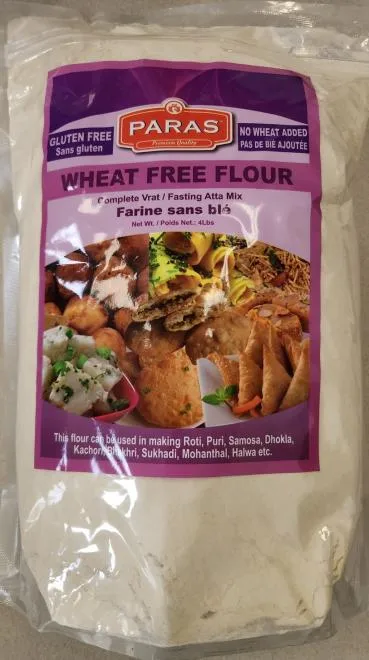 PARAS
Premium Quality
GLUTEN FREE
Sans gluten
NO WHEAT ADDED
PAS DE BIÉ AJOUTÉE
WHEAT FREE FLOUR
Complete Vrat / Fasting Atta Mix
Farine sans blé
Net Wt. / Poids Net.: 4Lbs
This flour can be used in making Roti, Puri, Samosa, Dhokla,
Kachori, Bhakhri, Sukhadi, Mohanthal, Halwa etc.